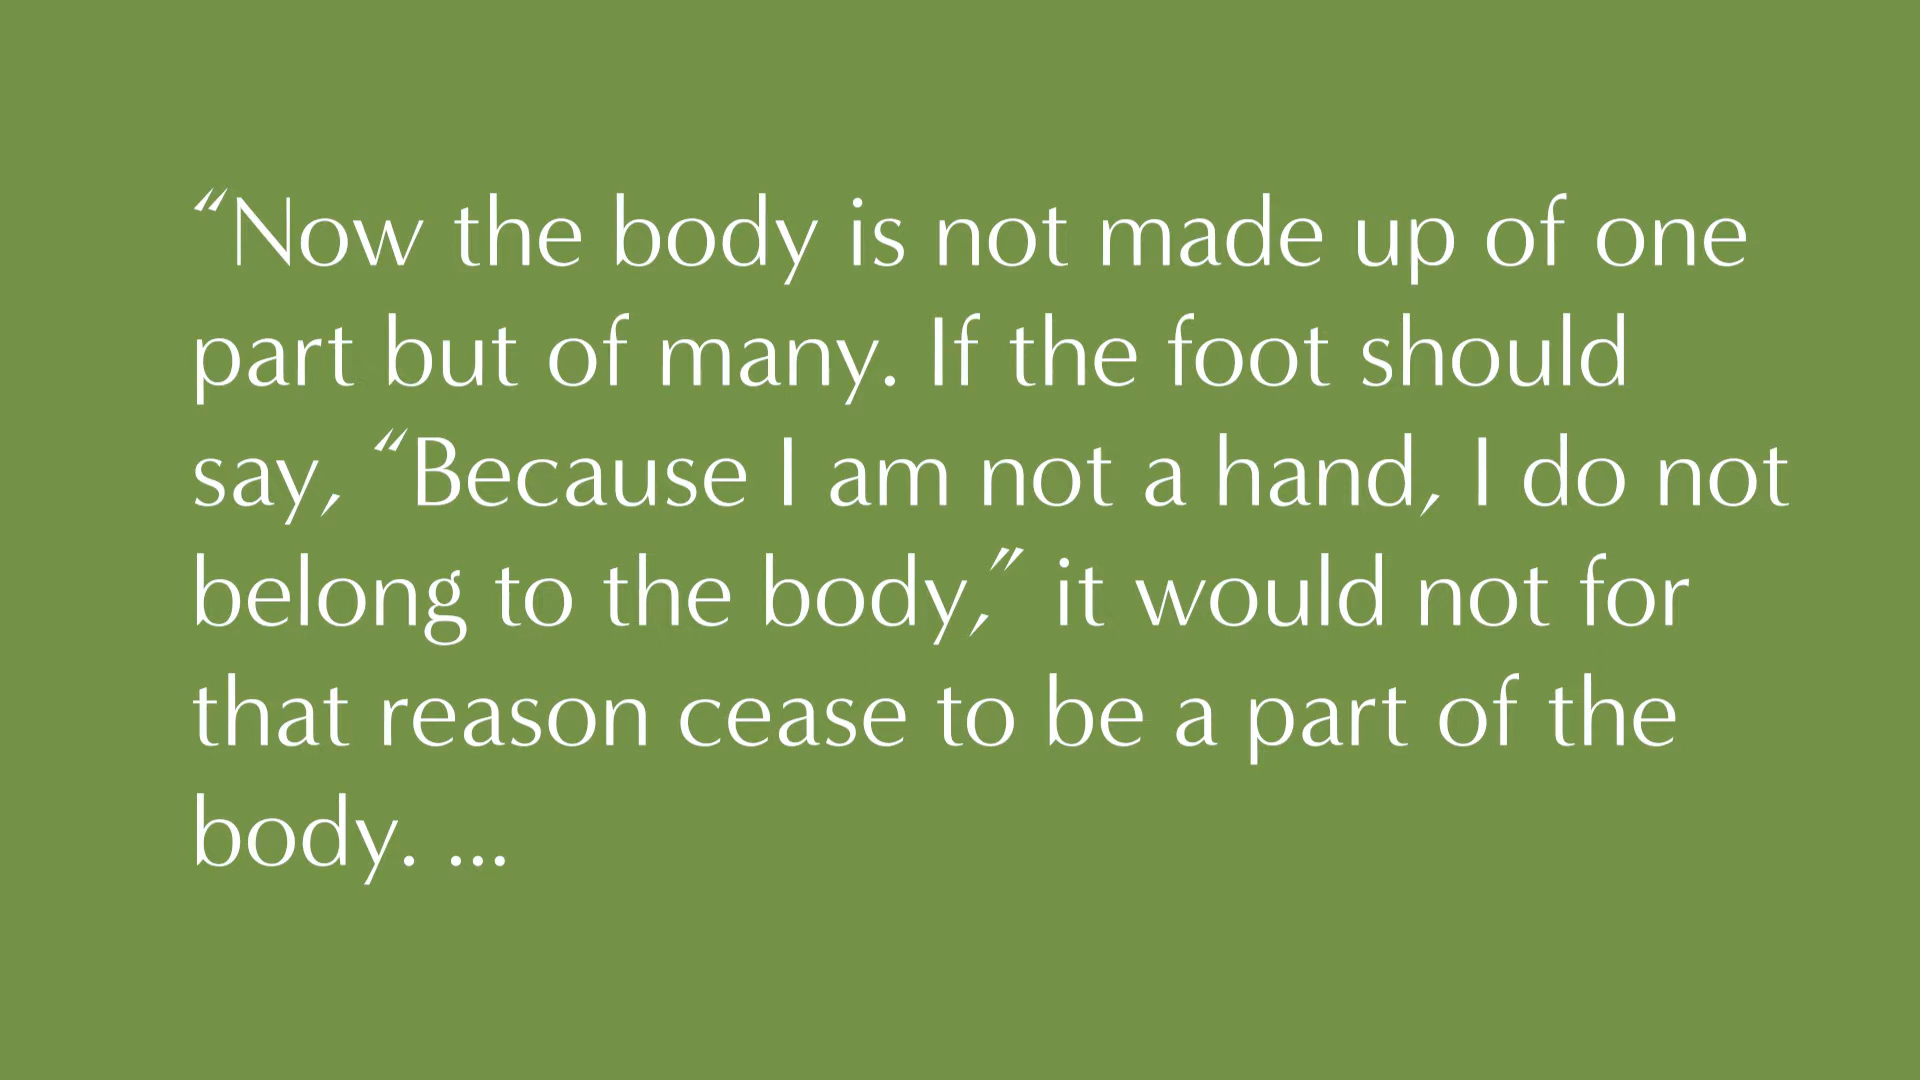 “Now the body is not made up of one
part but of many. If the foot should
say, “Because I am not a hand, I do not
belong to the body,” it would not for
that reason cease to be a part of the
body. ...